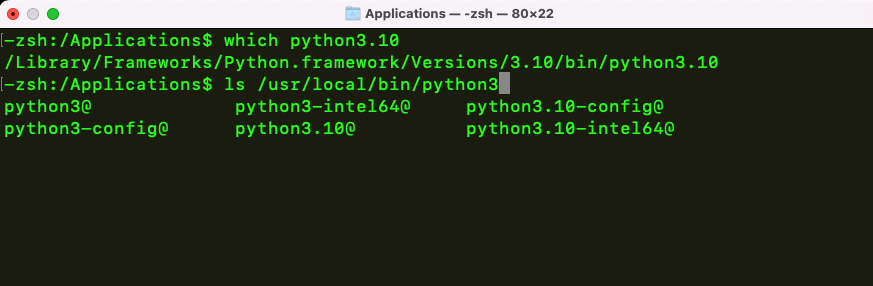 Applications — -zsh — 80×22
[-zsh:/Applications$ which python3.10
/Library/Frameworks/Python.framework/Versions/3.10/bin/python3.10
[-zsh:/Applications$ ls /usr/local/bin/python3
python3@ python3-intel64@ python3.10-config@
python3-config@ python3.10@ python3.10-intel64@